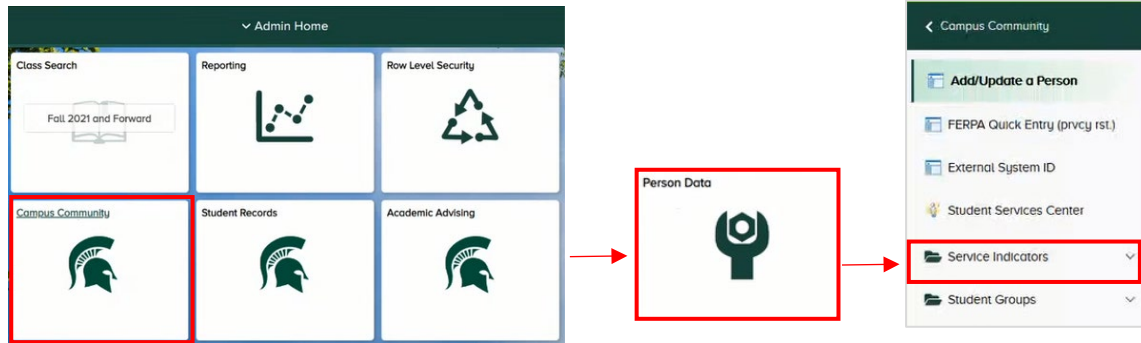 Admin Home
Class Search
Reporting
Row Level Security
Fall 2021 and Forward
Campus Community
Student Records
Academic Advising
Person Data
Campus Community
Add/Update a Person
FERPA Quick Entry (prvcy rst.)
External System ID
Student Services Center
Service Indicators
Student Groups